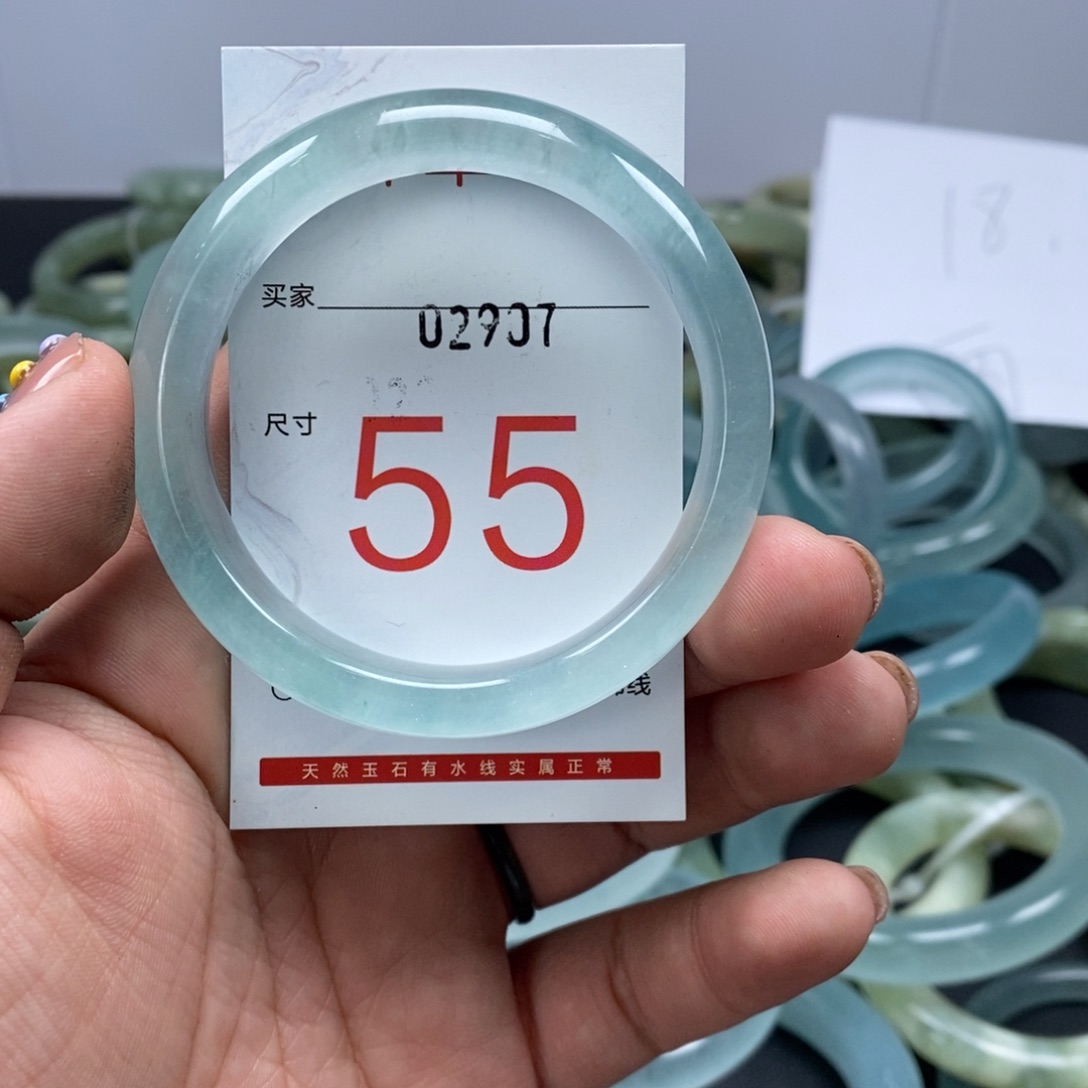 买家
02907
尺寸
55
线
天然玉石有水线实属正常
18.